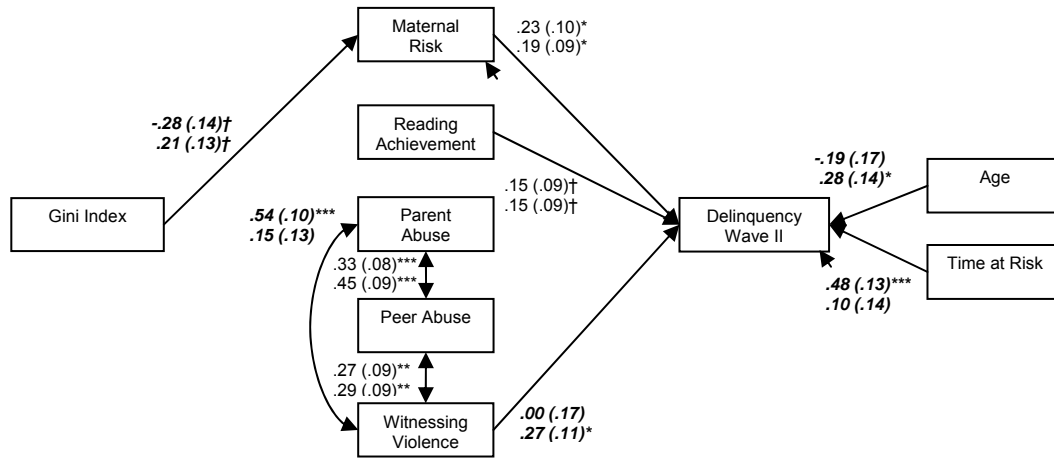 Maternal
Risk
.23 (.10)*
.19 (.09)*
Reading
Achievement
-.28 (.14)†
.21 (.13)†
-.19 (.17)
.28 (.14)*
Age
.15 (.09)†
.15 (.09)†
Gini Index
.54 (.10)***
.15 (.13)
Parent
Abuse
Delinquency
Wave II
.33 (.08)***
.45 (.09)***
Time at Risk
.48 (.13)***
.10 (.14)
Peer Abuse
.27 (.09)**
.29 (.09)**
Witnessing
Violence
.00 (.17)
.27 (.11)*